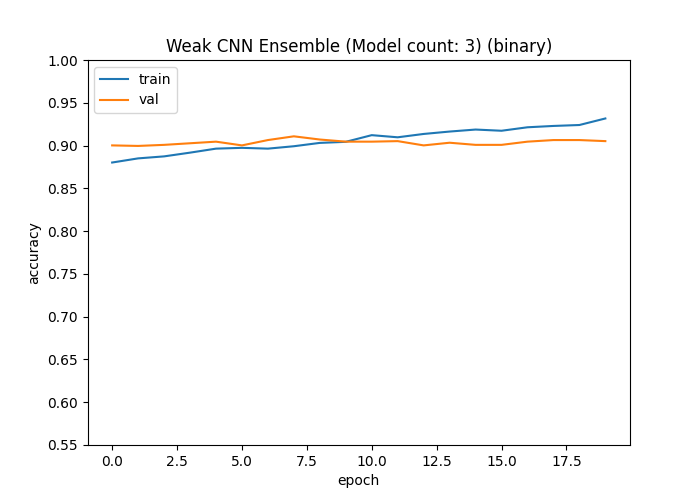 Weak CNN Ensemble (Model count: 3) (binary)
train
val
1.00
0.95
0.90
0.85
0.80
0.75
0.70
0.65
0.60
0.55
accuracy
0.0 2.5 5.0 7.5 10.0 12.5 15.0 17.5
epoch